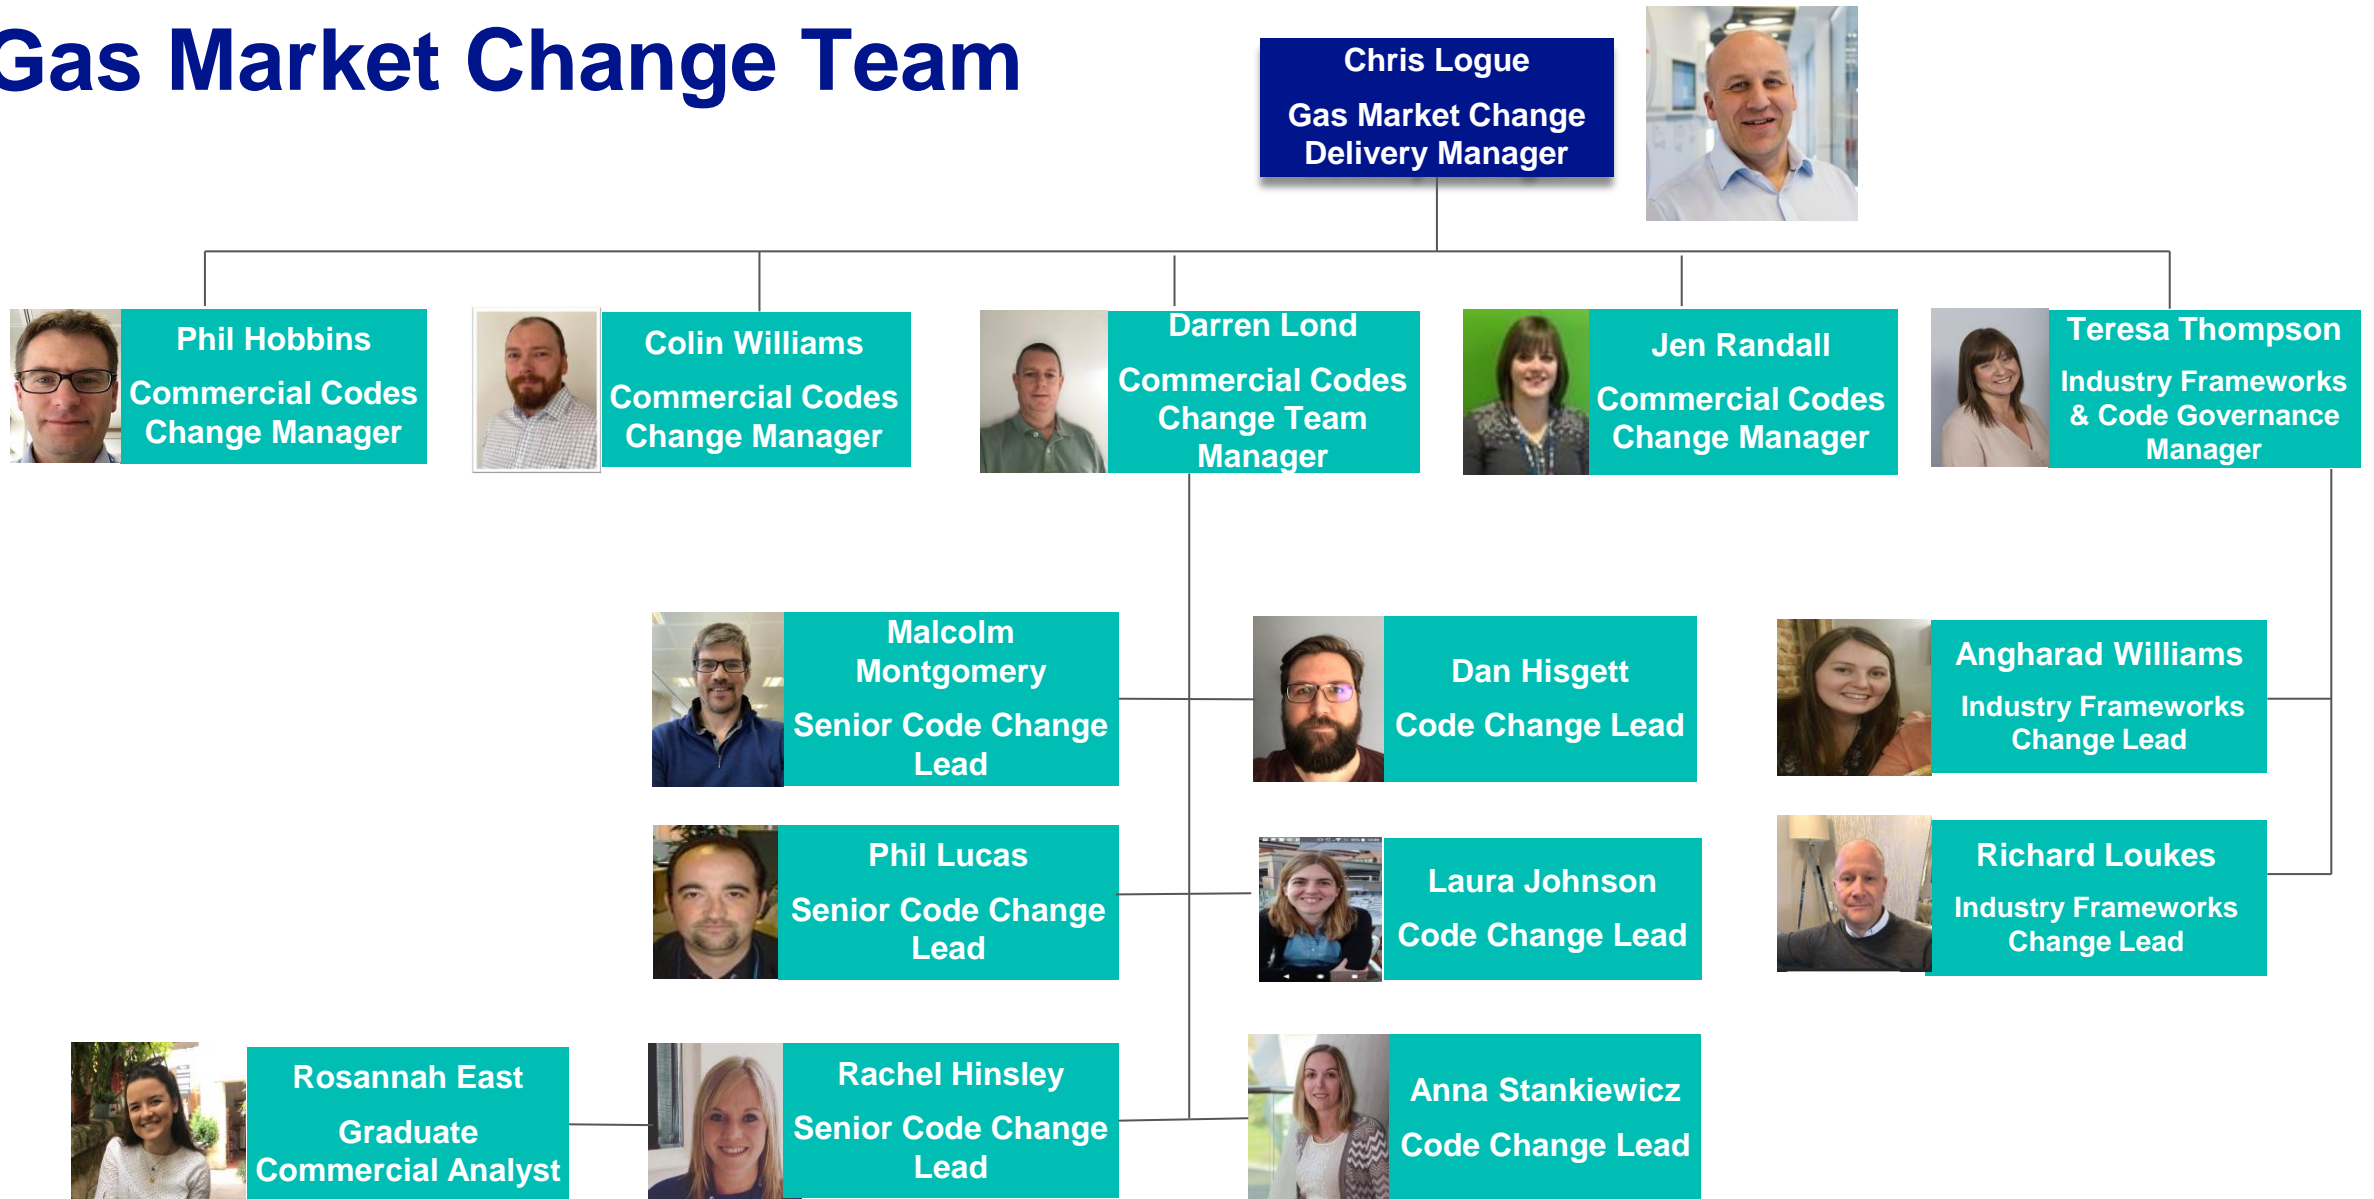 Gas Market Change Team
Chris Logue
Gas Market Change
Delivery Manager
Phil Hobbins
Commercial Codes
Change Manager
Colin Williams
Commercial Codes
Change Manager
Darren Lond
Commercial Codes
Change Team
Manager
Jen Randall
Commercial Codes
Change Manager
Teresa Thompson
Industry Frameworks
& Code Governance
Manager
Malcolm
Montgomery
Senior Code Change
Lead
Dan Hisgett
Code Change Lead
Angharad Williams
Industry Frameworks
Change Lead
Phil Lucas
Senior Code Change
Lead
Laura Johnson
Code Change Lead
Richard Loukes
Industry Frameworks
Change Lead
Rosannah East
Graduate
Commercial Analyst
Rachel Hinsley
Senior Code Change
Lead
Anna Stankiewicz
Code Change Lead